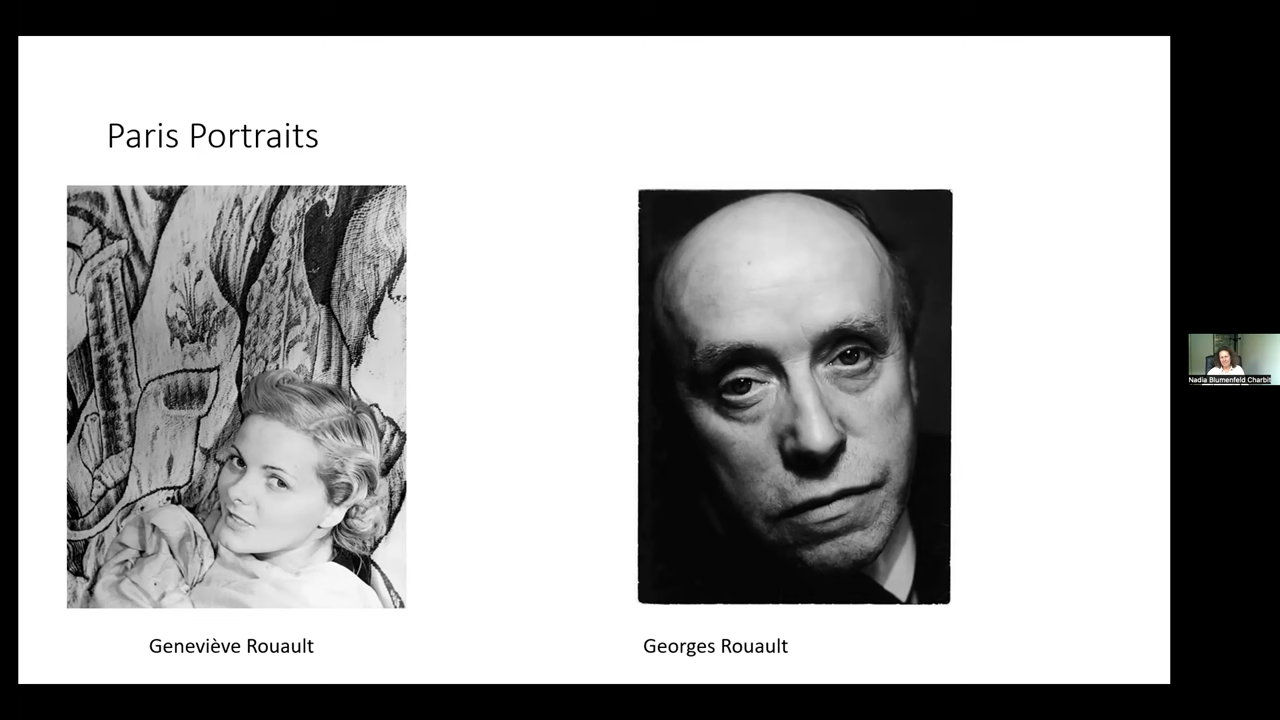 Paris Portraits
Geneviève Rouault
Georges Rouault
Nadia Blumenfeld Charbit